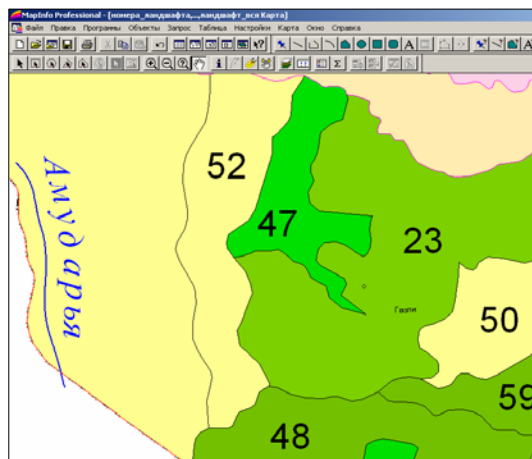 MapInfo Professional - [номера_ландшафта,...,ландшафт_вся Карта]
Файл Правка Программы Объекты Запрос Таблица Настройки Карта Окно Справка
52
47
23
Амударья
Газли
50
59
48